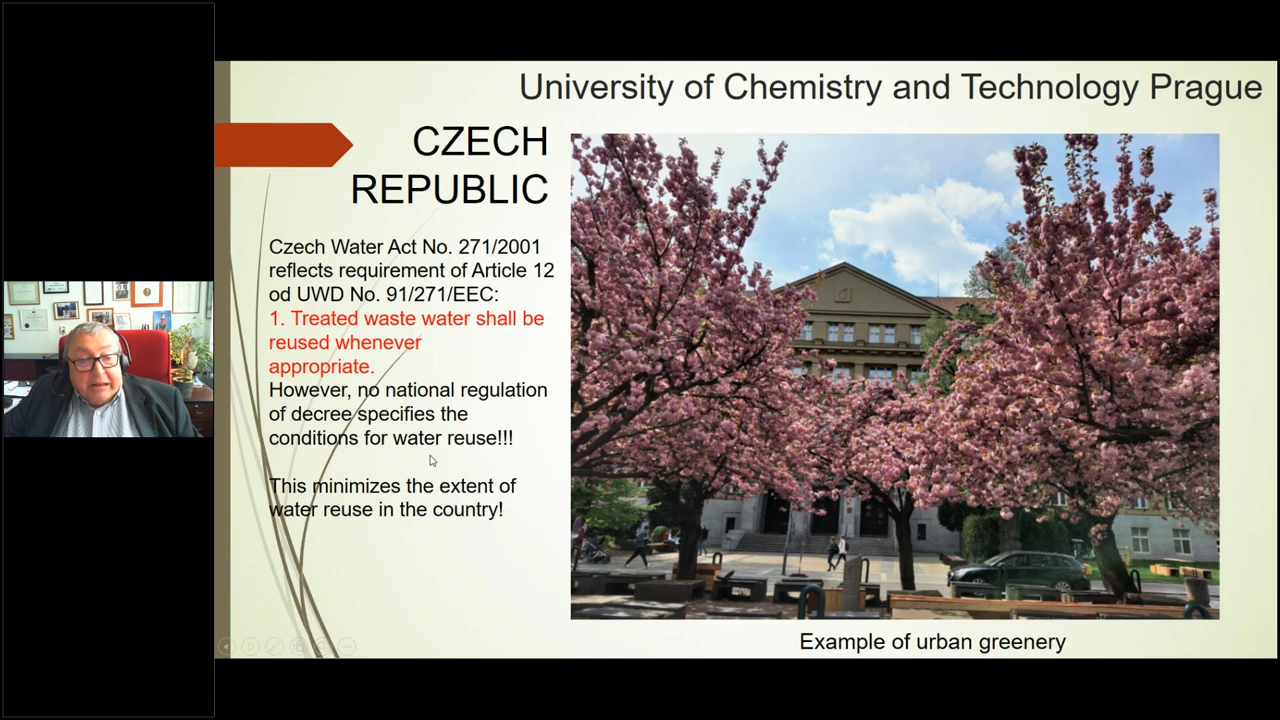 University of Chemistry and Technology Prague
CZECH
REPUBLIC
Czech Water Act No. 271/2001
reflects requirement of Article 12
od UWD No. 91/271/EEC:
1. Treated waste water shall be
reused whenever
appropriate.
However, no national regulation
of decree specifies the
conditions for water reuse!!!
This minimizes the extent of
water reuse in the country!
Example of urban greenery